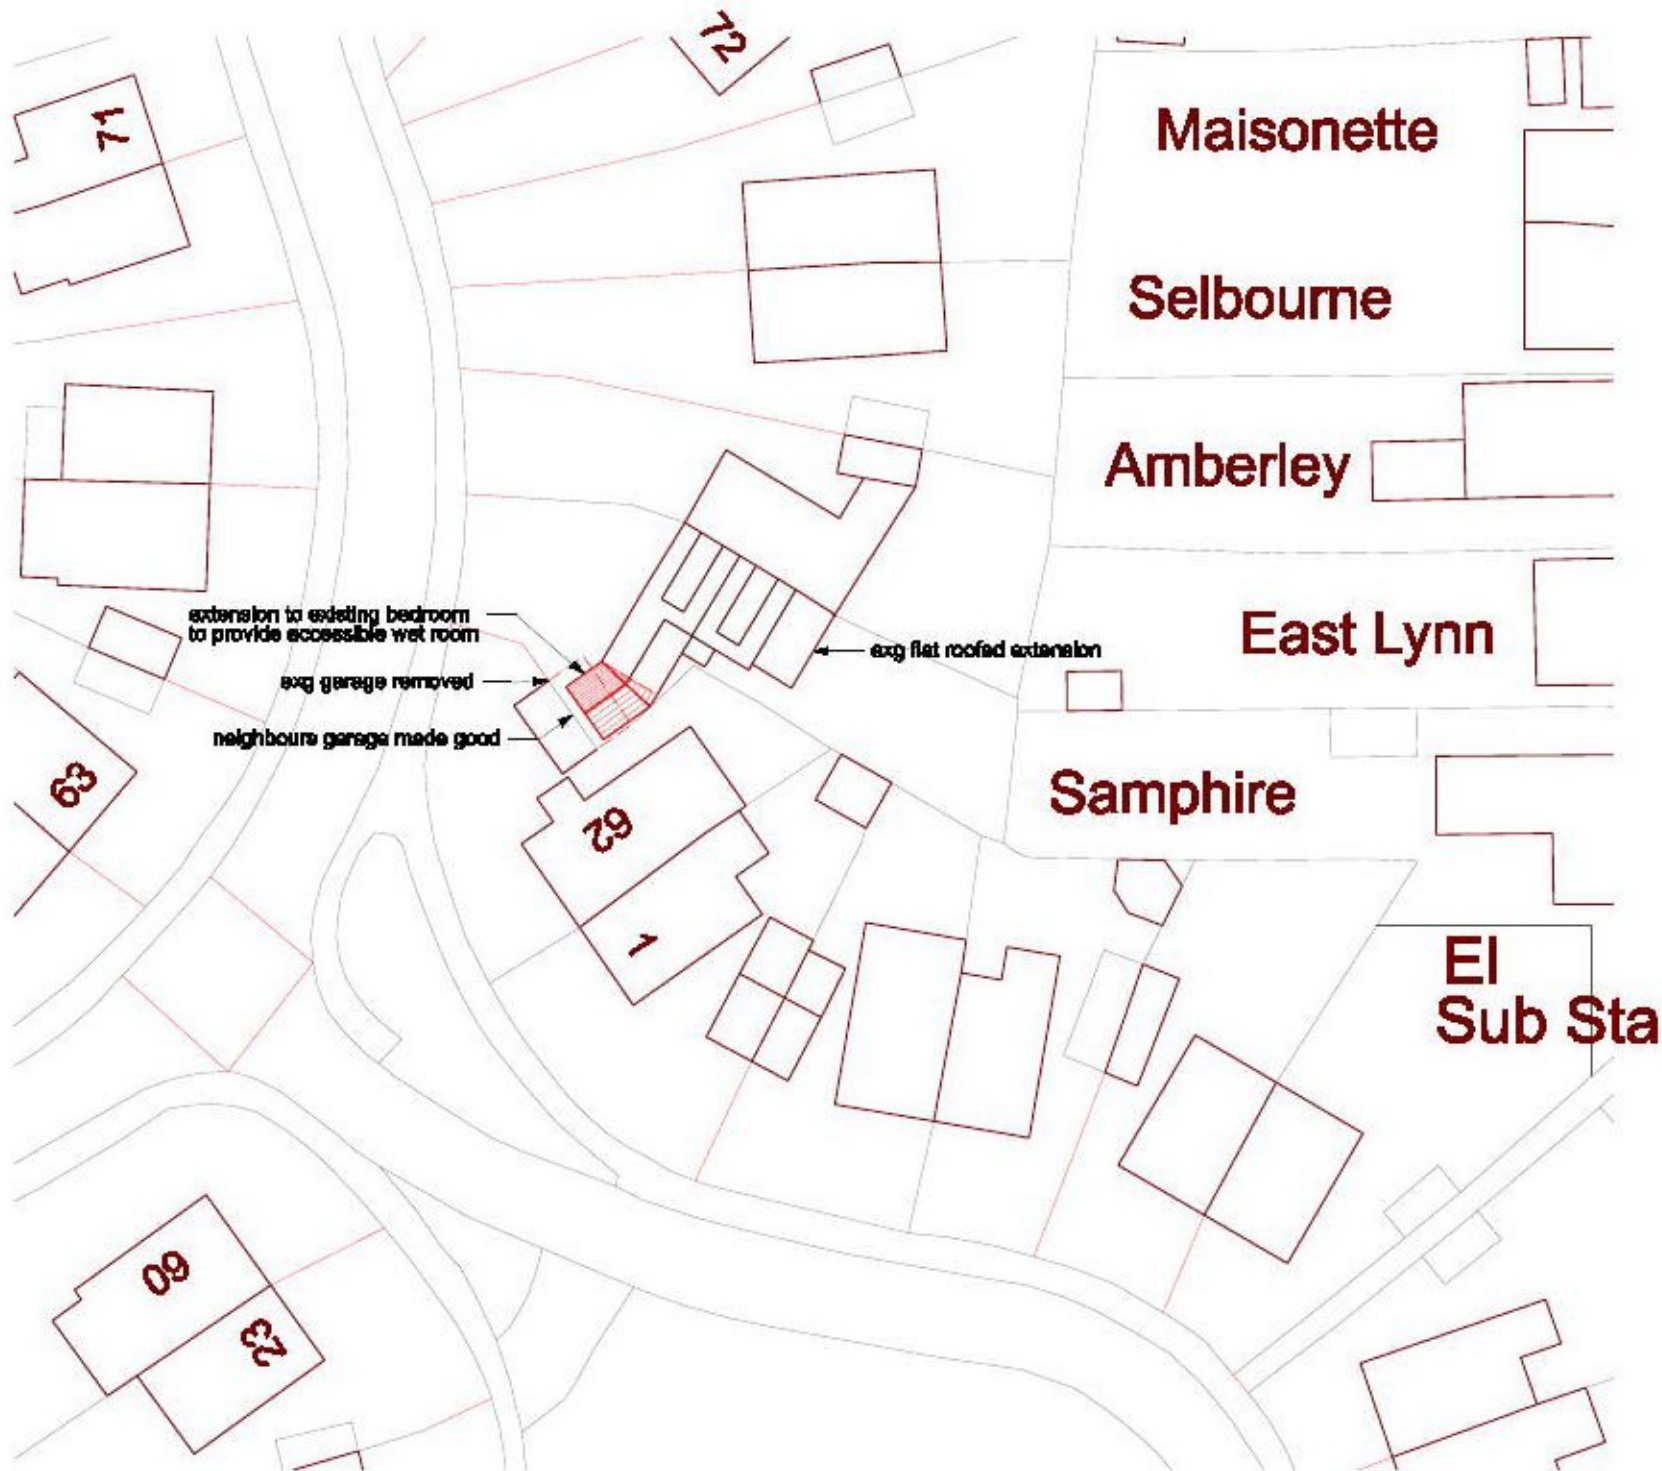 72
71
Maisonette
Selbourne
Amberley
extension to existing bedroom
to provide accessible wet room
East Lynn
exg flat roofed extension
exg garage removed
neighbours garage made good
63
Samphire
62
1
El
Sub Sta
60
23